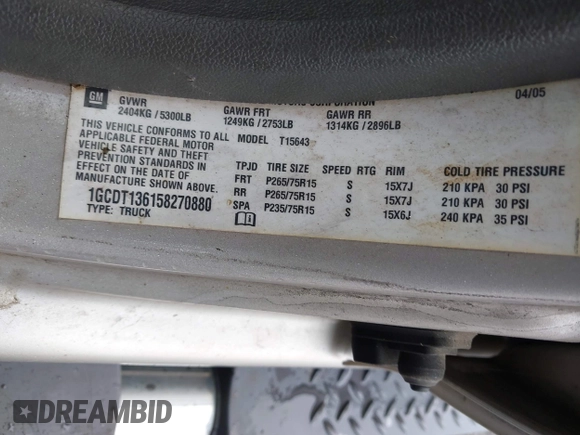 CORPORATION
04/05
GM
GVWR GAWR FRT GAWR RR
2404KG / 5300LB 1249KG / 2753LB 1314KG / 2896LB
THIS VEHICLE CONFORMS TO ALL
APPLICABLE FEDERAL MOTOR
VEHICLE SAFETY AND THEFT
PREVENTION STANDARDS IN
EFFECT ON THE DATE OF
MANUFACTURE SHOWN ABOVE.
1GCDT136158270880
TYPE: TRUCK
MODEL T15643
TPJD TIRE SIZE SPEED RTG RIM COLD TIRE PRESSURE
FRT P265/75R15 S 15X7J 210 KPA 30 PSI
RR P265/75R15 S 15X7J 210 KPA 30 PSI
SPA P235/75R15 S 15X6J 240 KPA 35 PSI
DREAMBID